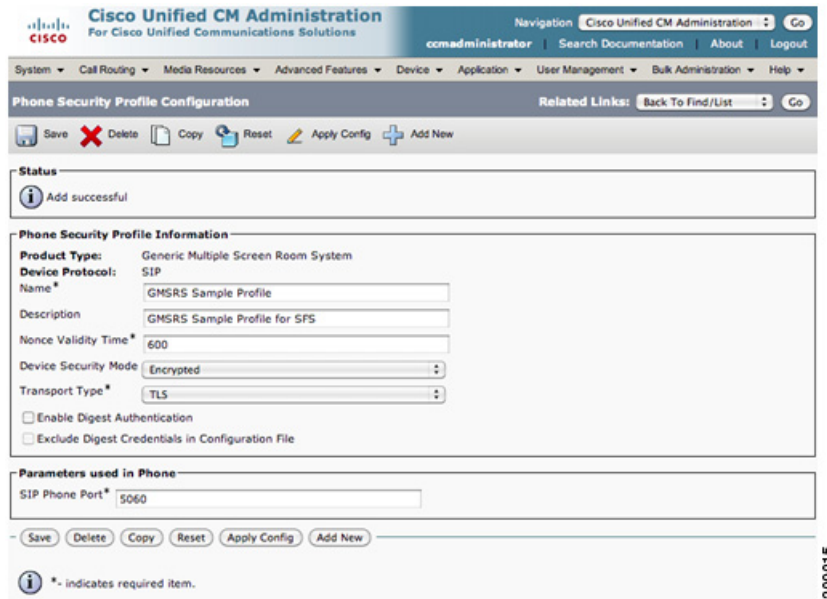 CISCO
Cisco Unified CM Administration
For Cisco Unified Communications Solutions
Navigation Cisco Unified CM Administration Go
ccmadministrator Search Documentation About Logout
System Call Routing Media Resources Advanced Features Device Application User Management Bulk Administration Help
Phone Security Profile Configuration
Related Links: Back To Find/List Go
Save Delete Copy Reset Apply Config Add New
Status
Add successful
Phone Security Profile Information
Product Type: Generic Multiple Screen Room System
Device Protocol: SIP
Name* GMSRS Sample Profile
Description GMSRS Sample Profile for SFS
Nonce Validity Time* 600
Device Security Mode Encrypted
Transport Type* TLS
Enable Digest Authentication
Exclude Digest Credentials in Configuration File
Parameters used in Phone
SIP Phone Port* 5060
Save Delete Copy Reset Apply Config Add New
*- indicates required item.